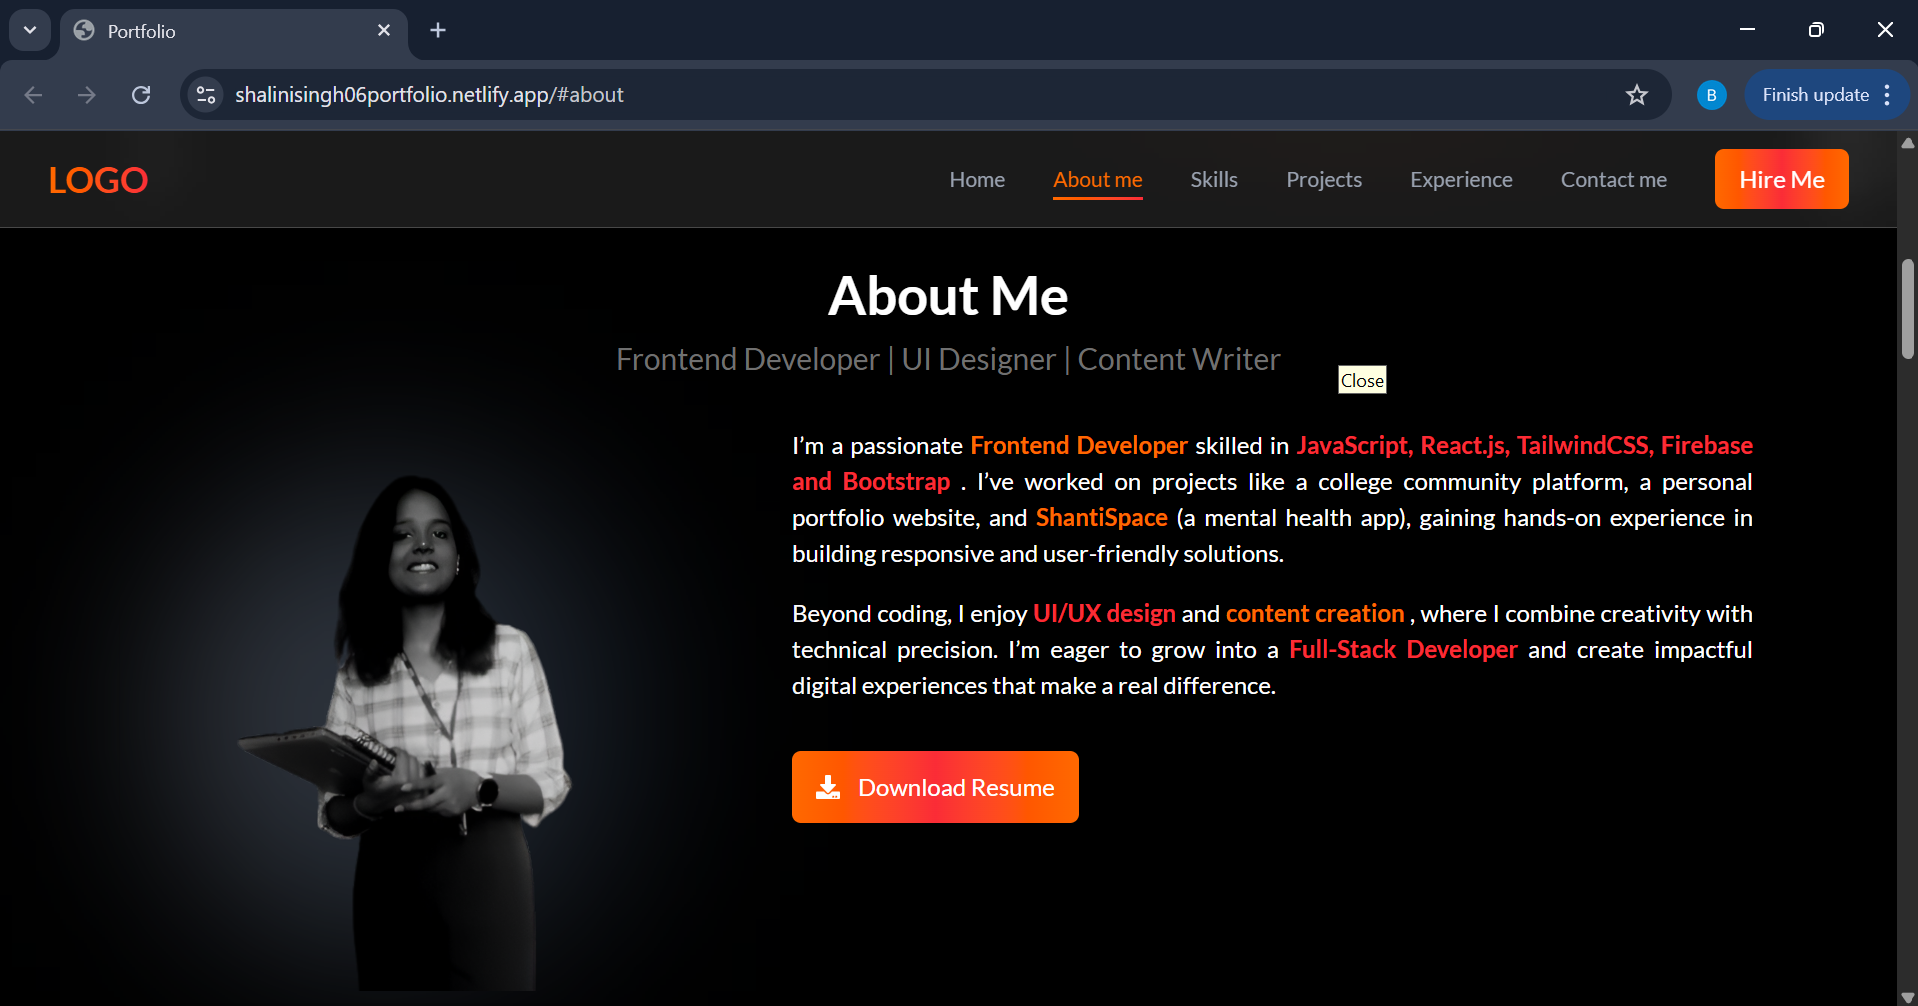 Portfolio
shalinisingh06portfolio.netlify.app/#about
B
Finish update
LOGO
Home
About me
Skills
Projects
Experience
Contact me
Hire Me
About Me
Frontend Developer | UI Designer | Content Writer
Close
I’m a passionate Frontend Developer skilled in JavaScript, React.js, TailwindCSS, Firebase
and Bootstrap . I’ve worked on projects like a college community platform, a personal
portfolio website, and ShantiSpace (a mental health app), gaining hands-on experience in
building responsive and user-friendly solutions.
Beyond coding, I enjoy UI/UX design and content creation , where I combine creativity with
technical precision. I’m eager to grow into a Full-Stack Developer and create impactful
digital experiences that make a real difference.
Download Resume